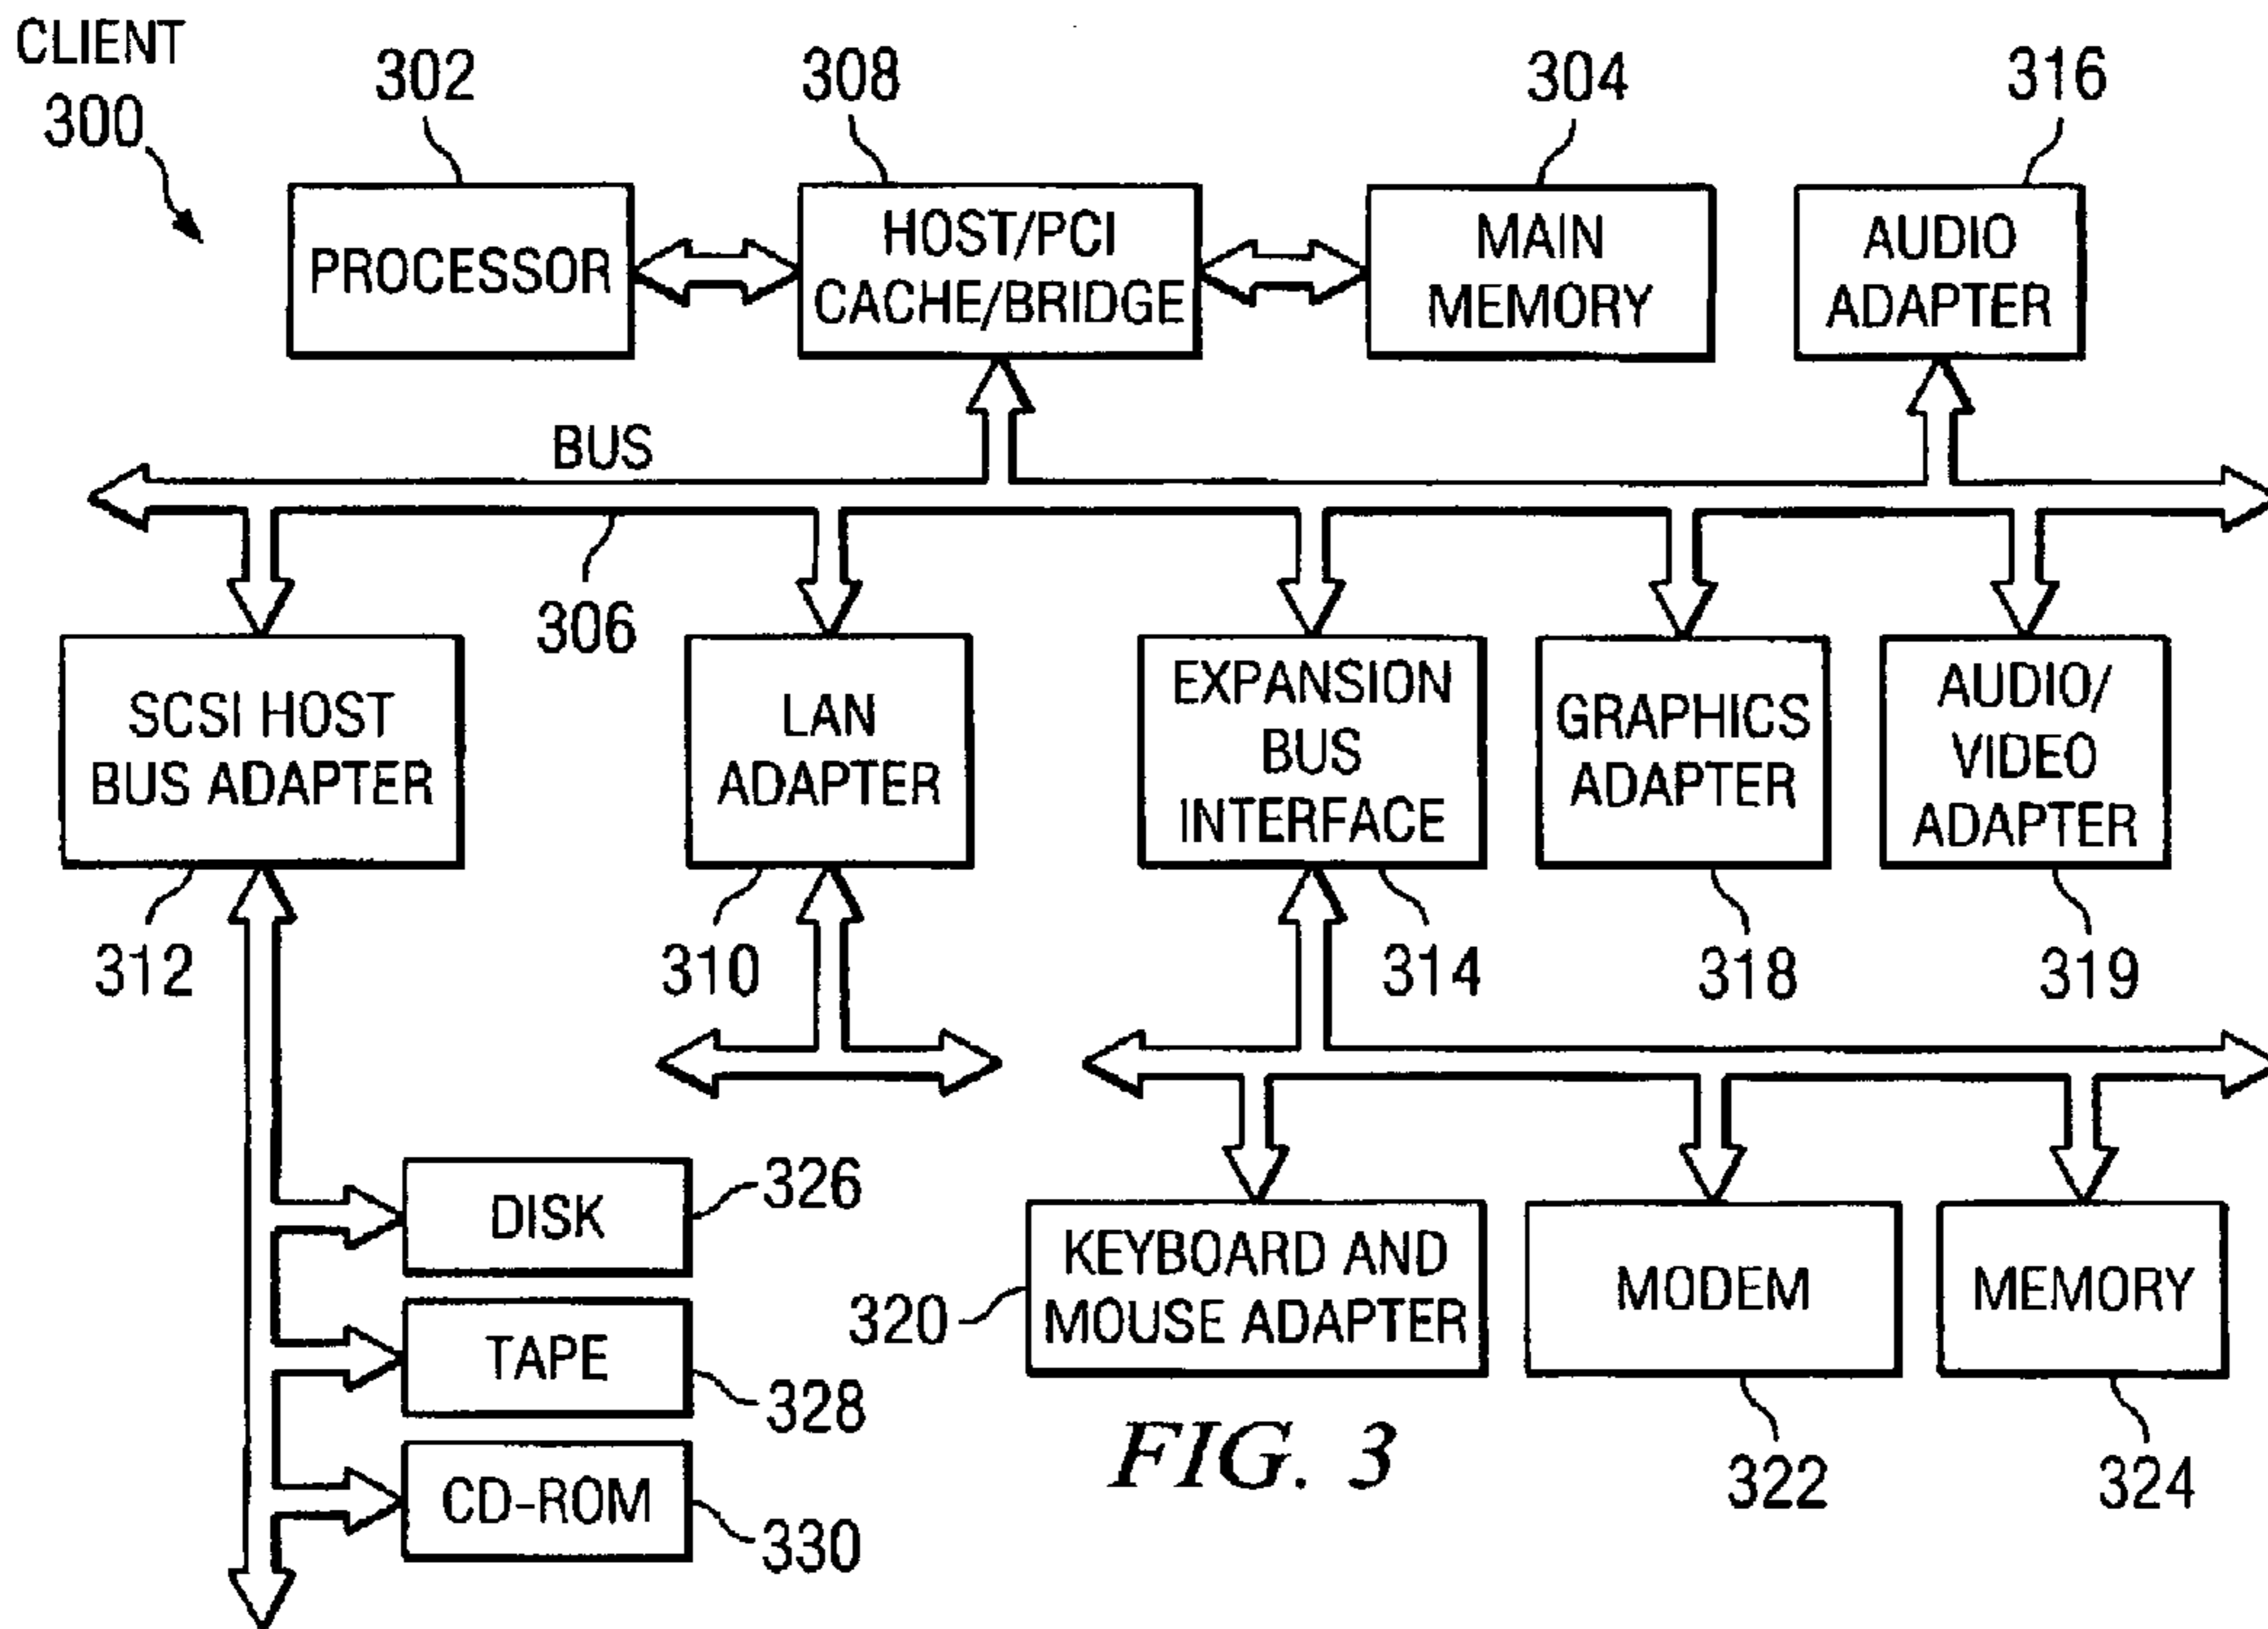 CLIENT
300
302
308
304
316
PROCESSOR
HOST/PCI
CACHE/BRIDGE
MAIN
MEMORY
AUDIO
ADAPTER
BUS
306
SCSI HOST
BUS ADAPTER
LAN
ADAPTER
EXPANSION
BUS
INTERFACE
GRAPHICS
ADAPTER
AUDIO/
VIDEO
ADAPTER
312
310
314
318
319
DISK
326
TAPE
328
CD-ROM
330
320
KEYBOARD AND
MOUSE ADAPTER
MODEM
MEMORY
322
324
FIG. 3